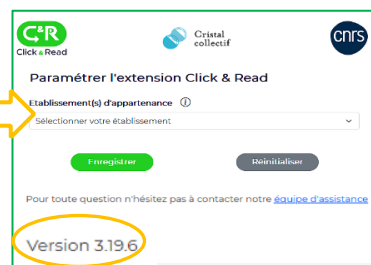 C&R
Click & Read
Cristal
collectif
cnrs
Paramétrer l'extension Click & Read
Etablissement(s) d'appartenance ⓘ
Sélectionner votre établissement
Enregistrer
Réinitialiser
Pour toute question n'hésitez pas à contacter notre équipe d'assistance
Version 3.19.6